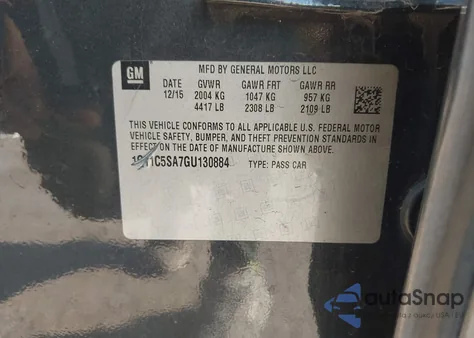 GM
MFD BY GENERAL MOTORS LLC
DATE GVWR GAWR FRT GAWR RR
12/15 2004 KG 1047 KG 957 KG
4417 LB 2308 LB 2109 LB
THIS VEHICLE CONFORMS TO ALL APPLICABLE U.S. FEDERAL MOTOR
VEHICLE SAFETY, BUMPER, AND THEFT PREVENTION STANDARDS IN
EFFECT ON THE DATE OF MANUFACTURE SHOWN ABOVE.
TYPE: PASS CAR
autaSnap